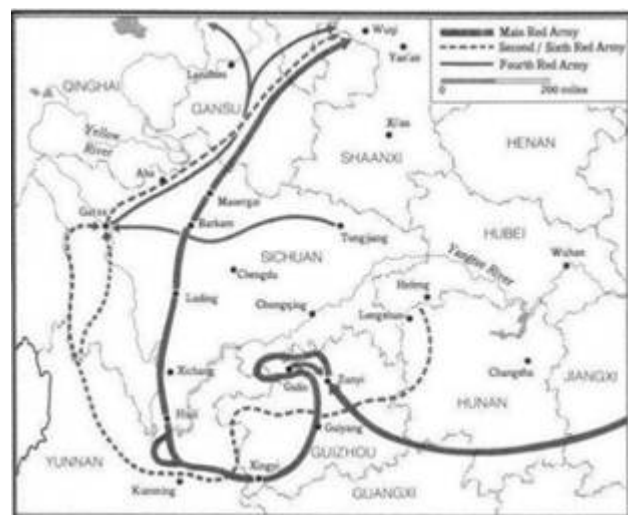 Wuqi
Yan'an
Main Red Army
Second / Sixth Red Army
Fourth Red Army
0 200 miles
Lanzhou
QINGHAI
GANSU
Yellow
River
Xi'an
SHAANXI
HENAN
Aba
Maoergai
Garze
Barkam
Tongjiang
HUBEI
SICHUAN
Yangtze River
Wuhan
Chengdu
Hefeng
Luding
Chongqing
Longshan
Changsha
JIANGXI
Xichang
Gulin
Zunyi
HUNAN
Huili
Guiyang
GUIZHOU
YUNNAN
Xingyi
Kunming
GUANGXI